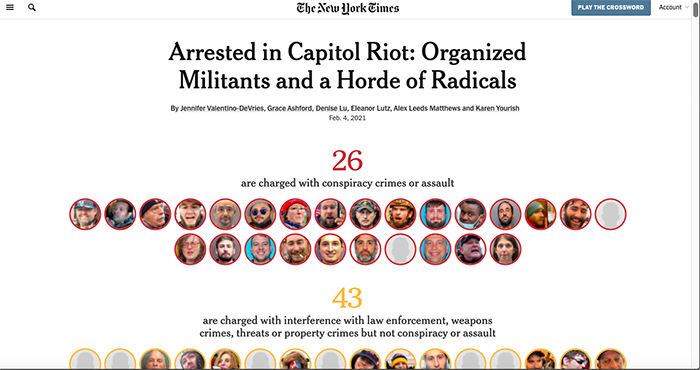 The New York Times
PLAY THE CROSSWORD
Account
Arrested in Capitol Riot: Organized
Militants and a Horde of Radicals
By Jennifer Valentino-DeVries, Grace Ashford, Denise Lu, Eleanor Lutz, Alex Leeds Matthews and Karen Yourish
Feb. 4, 2021
26
are charged with conspiracy crimes or assault
43
are charged with interference with law enforcement, weapons
crimes, threats or property crimes but not conspiracy or assault